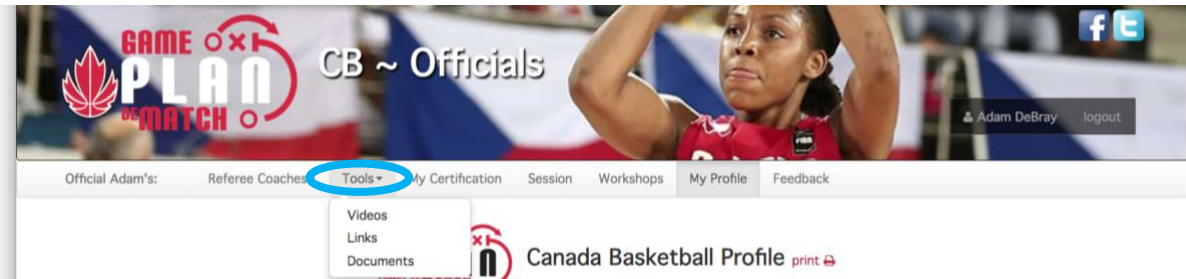 GAME
PLAN
DE MATCH
CB ~ Officials
f t
Adam DeBray logout
Official Adam's: Referee Coaches Tools My Certification Session Workshops My Profile Feedback
Videos
Links
Documents
Canada Basketball Profile print